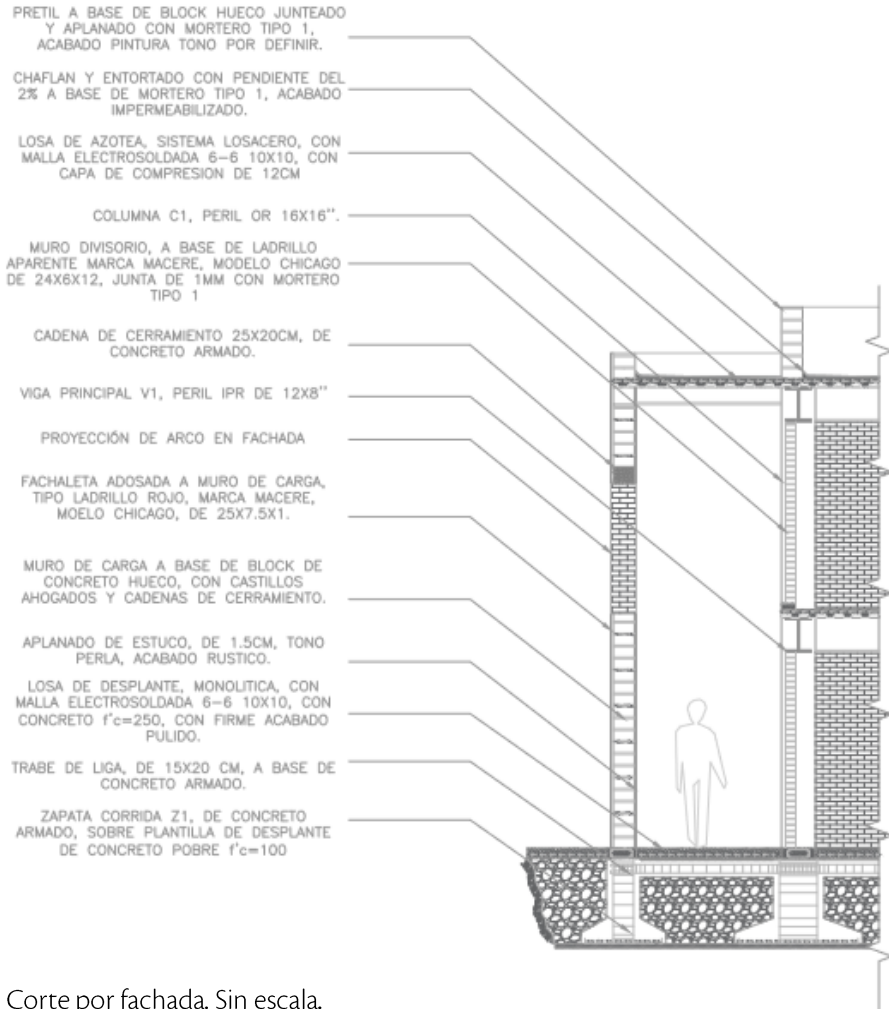 PRETIL A BASE DE BLOCK HUECO JUNTEADO
Y APLANADO CON MORTERO TIPO 1,
ACABADO PINTURA TONO POR DEFINIR.
CHAFLAN Y ENTORTADO CON PENDIENTE DEL
2% A BASE DE MORTERO TIPO 1, ACABADO
IMPERMEABILIZADO.
LOSA DE AZOTEA, SISTEMA LOSACERO, CON
MALLA ELECTROSOLDADA 6-6 10X10, CON
CAPA DE COMPRESION DE 12CM
COLUMNA C1, PERIL OR 16X16''.
MURO DIVISORIO, A BASE DE LADRILLO
APARENTE MARCA MACERE, MODELO CHICAGO
DE 24X6X12, JUNTA DE 1MM CON MORTERO
TIPO 1
CADENA DE CERRAMIENTO 25X20CM, DE
CONCRETO ARMADO.
VIGA PRINCIPAL V1, PERIL IPR DE 12X8''
PROYECCIÓN DE ARCO EN FACHADA
FACHALETA ADOSADA A MURO DE CARGA,
TIPO LADRILLO ROJO, MARCA MACERE,
MOELO CHICAGO, DE 25X7.5X1.
MURO DE CARGA A BASE DE BLOCK DE
CONCRETO HUECO, CON CASTILLOS
AHOGADOS Y CADENAS DE CERRAMIENTO.
APLANADO DE ESTUCO, DE 1.5CM, TONO
PERLA, ACABADO RUSTICO.
LOSA DE DESPLANTE, MONOLITICA, CON
MALLA ELECTROSOLDADA 6-6 10X10, CON
CONCRETO f'c=250, CON FIRME ACABADO
PULIDO.
TRABE DE LIGA, DE 15X20 CM, A BASE DE
CONCRETO ARMADO.
ZAPATA CORRIDA Z1, DE CONCRETO
ARMADO, SOBRE PLANTILLA DE DESPLANTE
DE CONCRETO POBRE f'c=100
Corte por fachada. Sin escala.